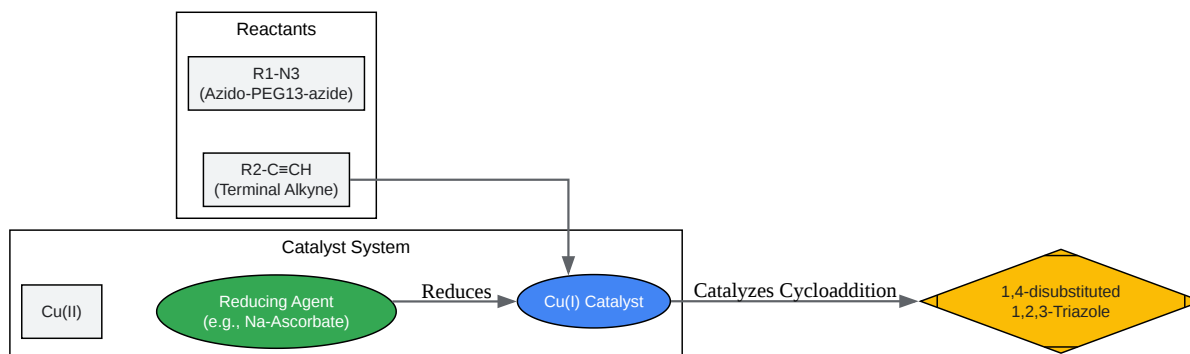 Reactants
R1-N3
(Azido-PEG13-azide)
R2-C≡CH
(Terminal Alkyne)
Catalyst System
Cu(II)
Reducing Agent
(e.g., Na-Ascorbate)
Reduces
Cu(I) Catalyst
Catalyzes Cycloaddition
1,4-disubstituted
1,2,3-Triazole